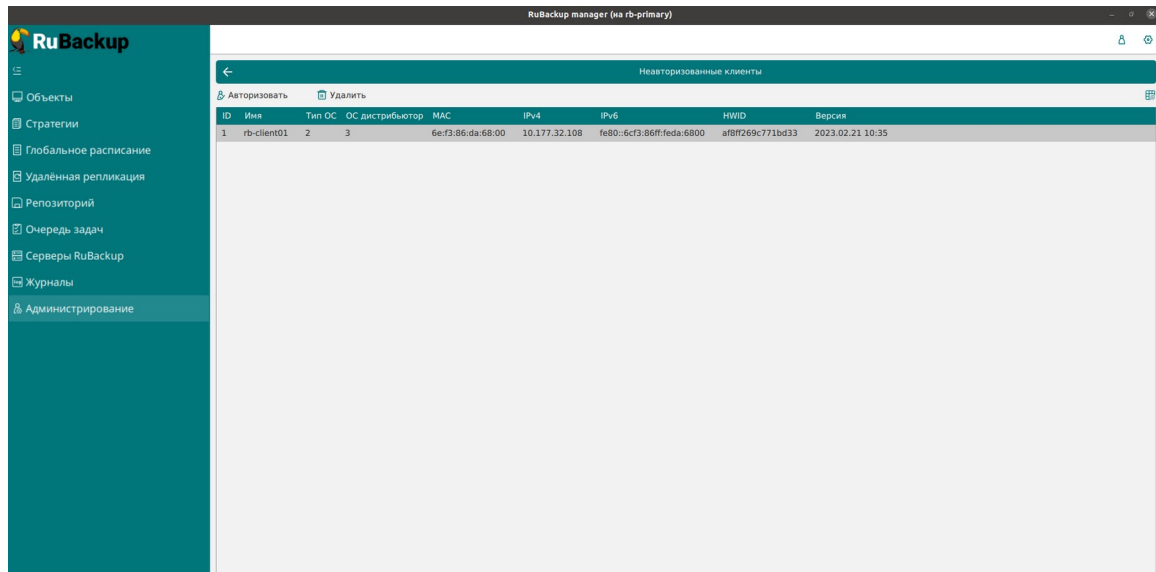 RuBackup manager (на rb-primary)
RuBackup
Неавторизованные клиенты
Объекты
Стратегии
Глобальное расписание
Удалённая репликация
Репозиторий
Очередь задач
Серверы RuBackup
Журналы
Администрирование
Авторизовать Удалить
ID Имя Тип ОС ОС дистрибьютор MAC IPv4 IPv6 HWID Версия
1 rb-client01 2 3 6e:f3:86:da:68:00 10.177.32.108 fe80::6cf3:86ff:feda:6800 af8ff269c771bd33 2023.02.21 10:35